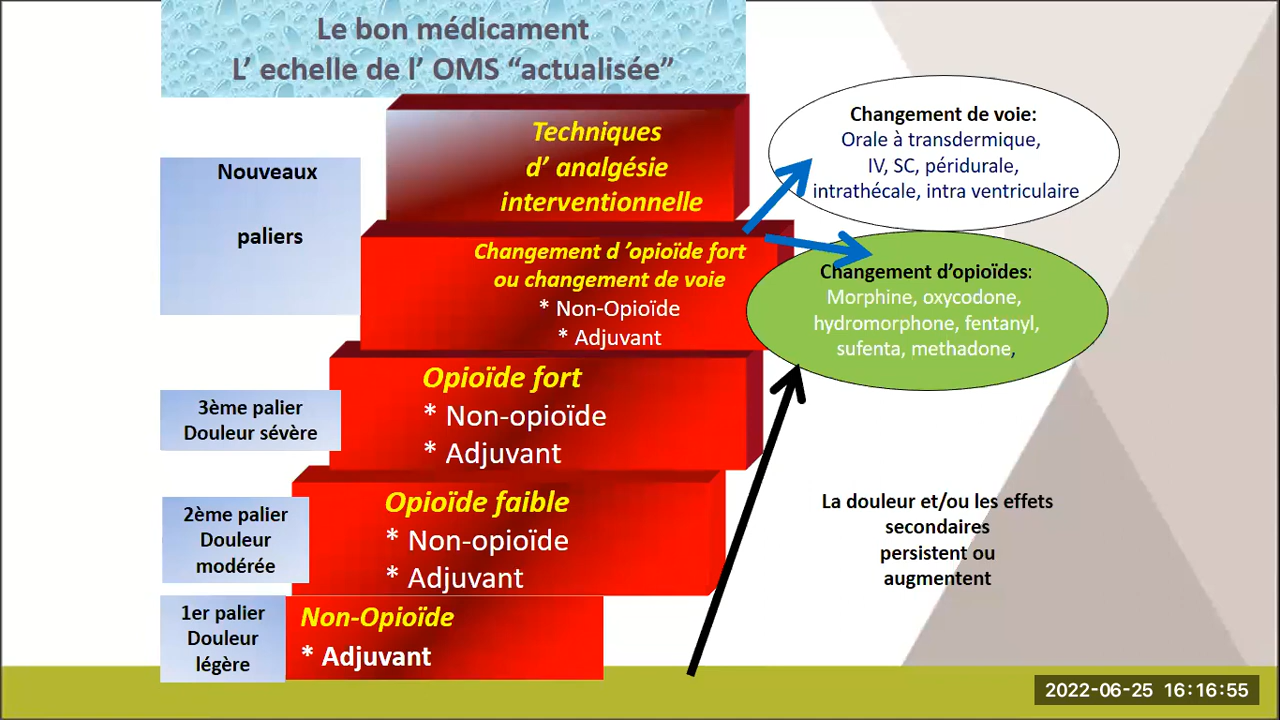 Le bon médicament
L’ echelle de l’ OMS “actualisée”
Techniques
d’ analgésie
interventionnelle
Nouveaux
paliers
Changement d ’opioïde fort
ou changement de voie
* Non-Opioïde
* Adjuvant
Changement de voie:
Orale à transdermique,
IV, SC, péridurale,
intrathécale, intra ventriculaire
Changement d’opioïdes:
Morphine, oxycodone,
hydromorphone, fentanyl,
sufenta, methadone,
3ème palier
Douleur sévère
Opioïde fort
* Non-opioïde
* Adjuvant
2ème palier
Douleur
modérée
Opioïde faible
* Non-opioïde
* Adjuvant
La douleur et/ou les effets
secondaires
persistent ou
augmentent
1er palier
Douleur
légère
Non-Opioïde
* Adjuvant
2022-06-25 16:16:55